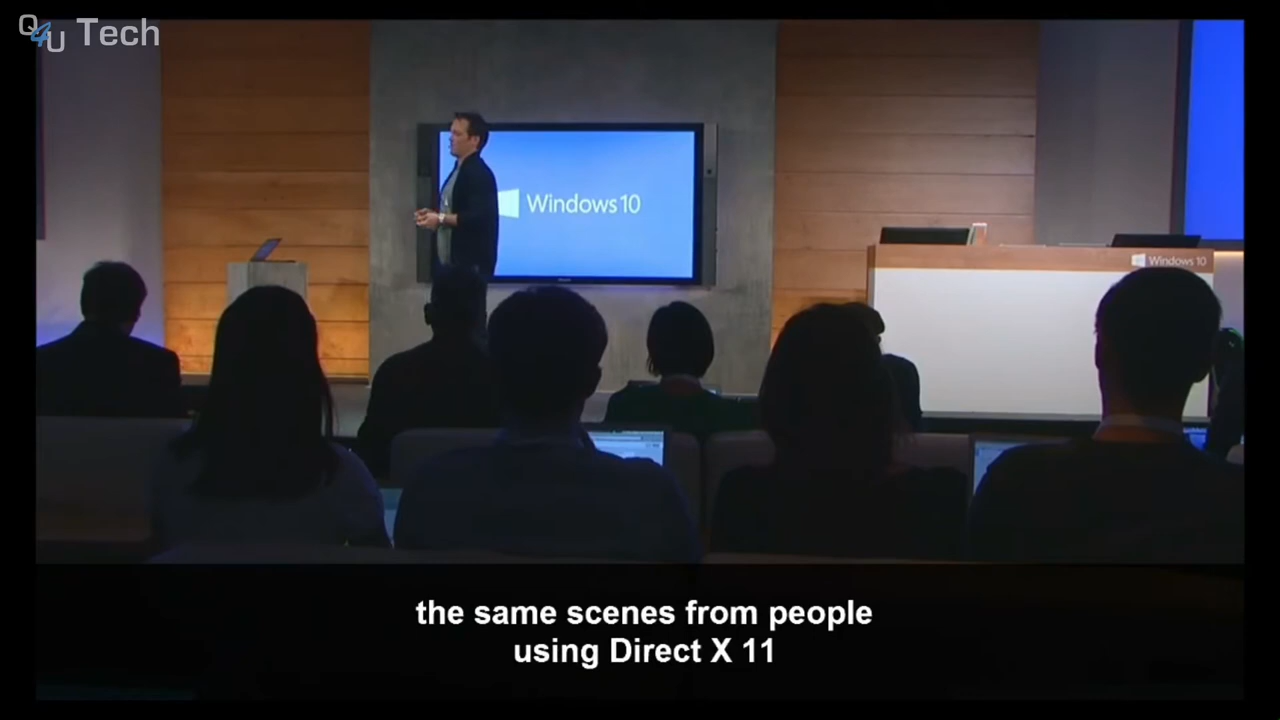 Q4U Tech
Windows 10
Windows 10
the same scenes from people
using Direct X 11